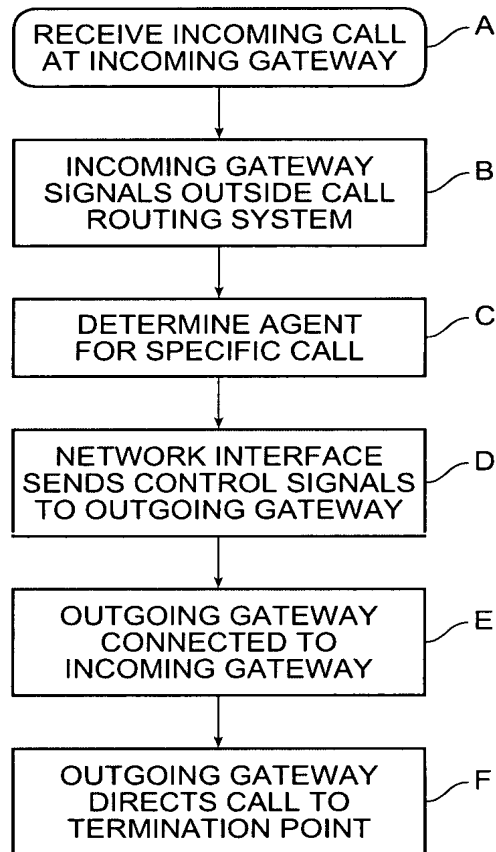 RECEIVE INCOMING CALL
AT INCOMING GATEWAY
A
INCOMING GATEWAY
SIGNALS OUTSIDE CALL
ROUTING SYSTEM
B
DETERMINE AGENT
FOR SPECIFIC CALL
C
NETWORK INTERFACE
SENDS CONTROL SIGNALS
TO OUTGOING GATEWAY
D
OUTGOING GATEWAY
CONNECTED TO
INCOMING GATEWAY
E
OUTGOING GATEWAY
DIRECTS CALL TO
TERMINATION POINT
F